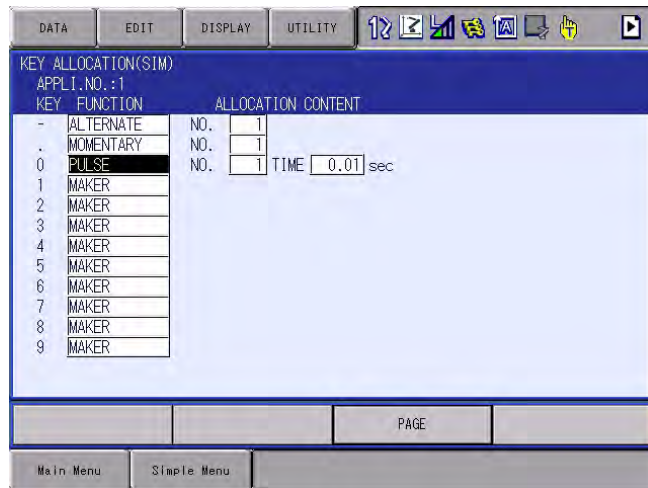 DATA EDIT DISPLAY UTILITY
KEY ALLOCATION(SIM)
APPLI.NO.:1
KEY FUNCTION ALLOCATION CONTENT
- ALTERNATE NO. 1
. MOMENTARY NO. 1
0 PULSE NO. 1 TIME 0.01 sec
1 MAKER
2 MAKER
3 MAKER
4 MAKER
5 MAKER
6 MAKER
7 MAKER
8 MAKER
9 MAKER
PAGE
Main Menu Simple Menu